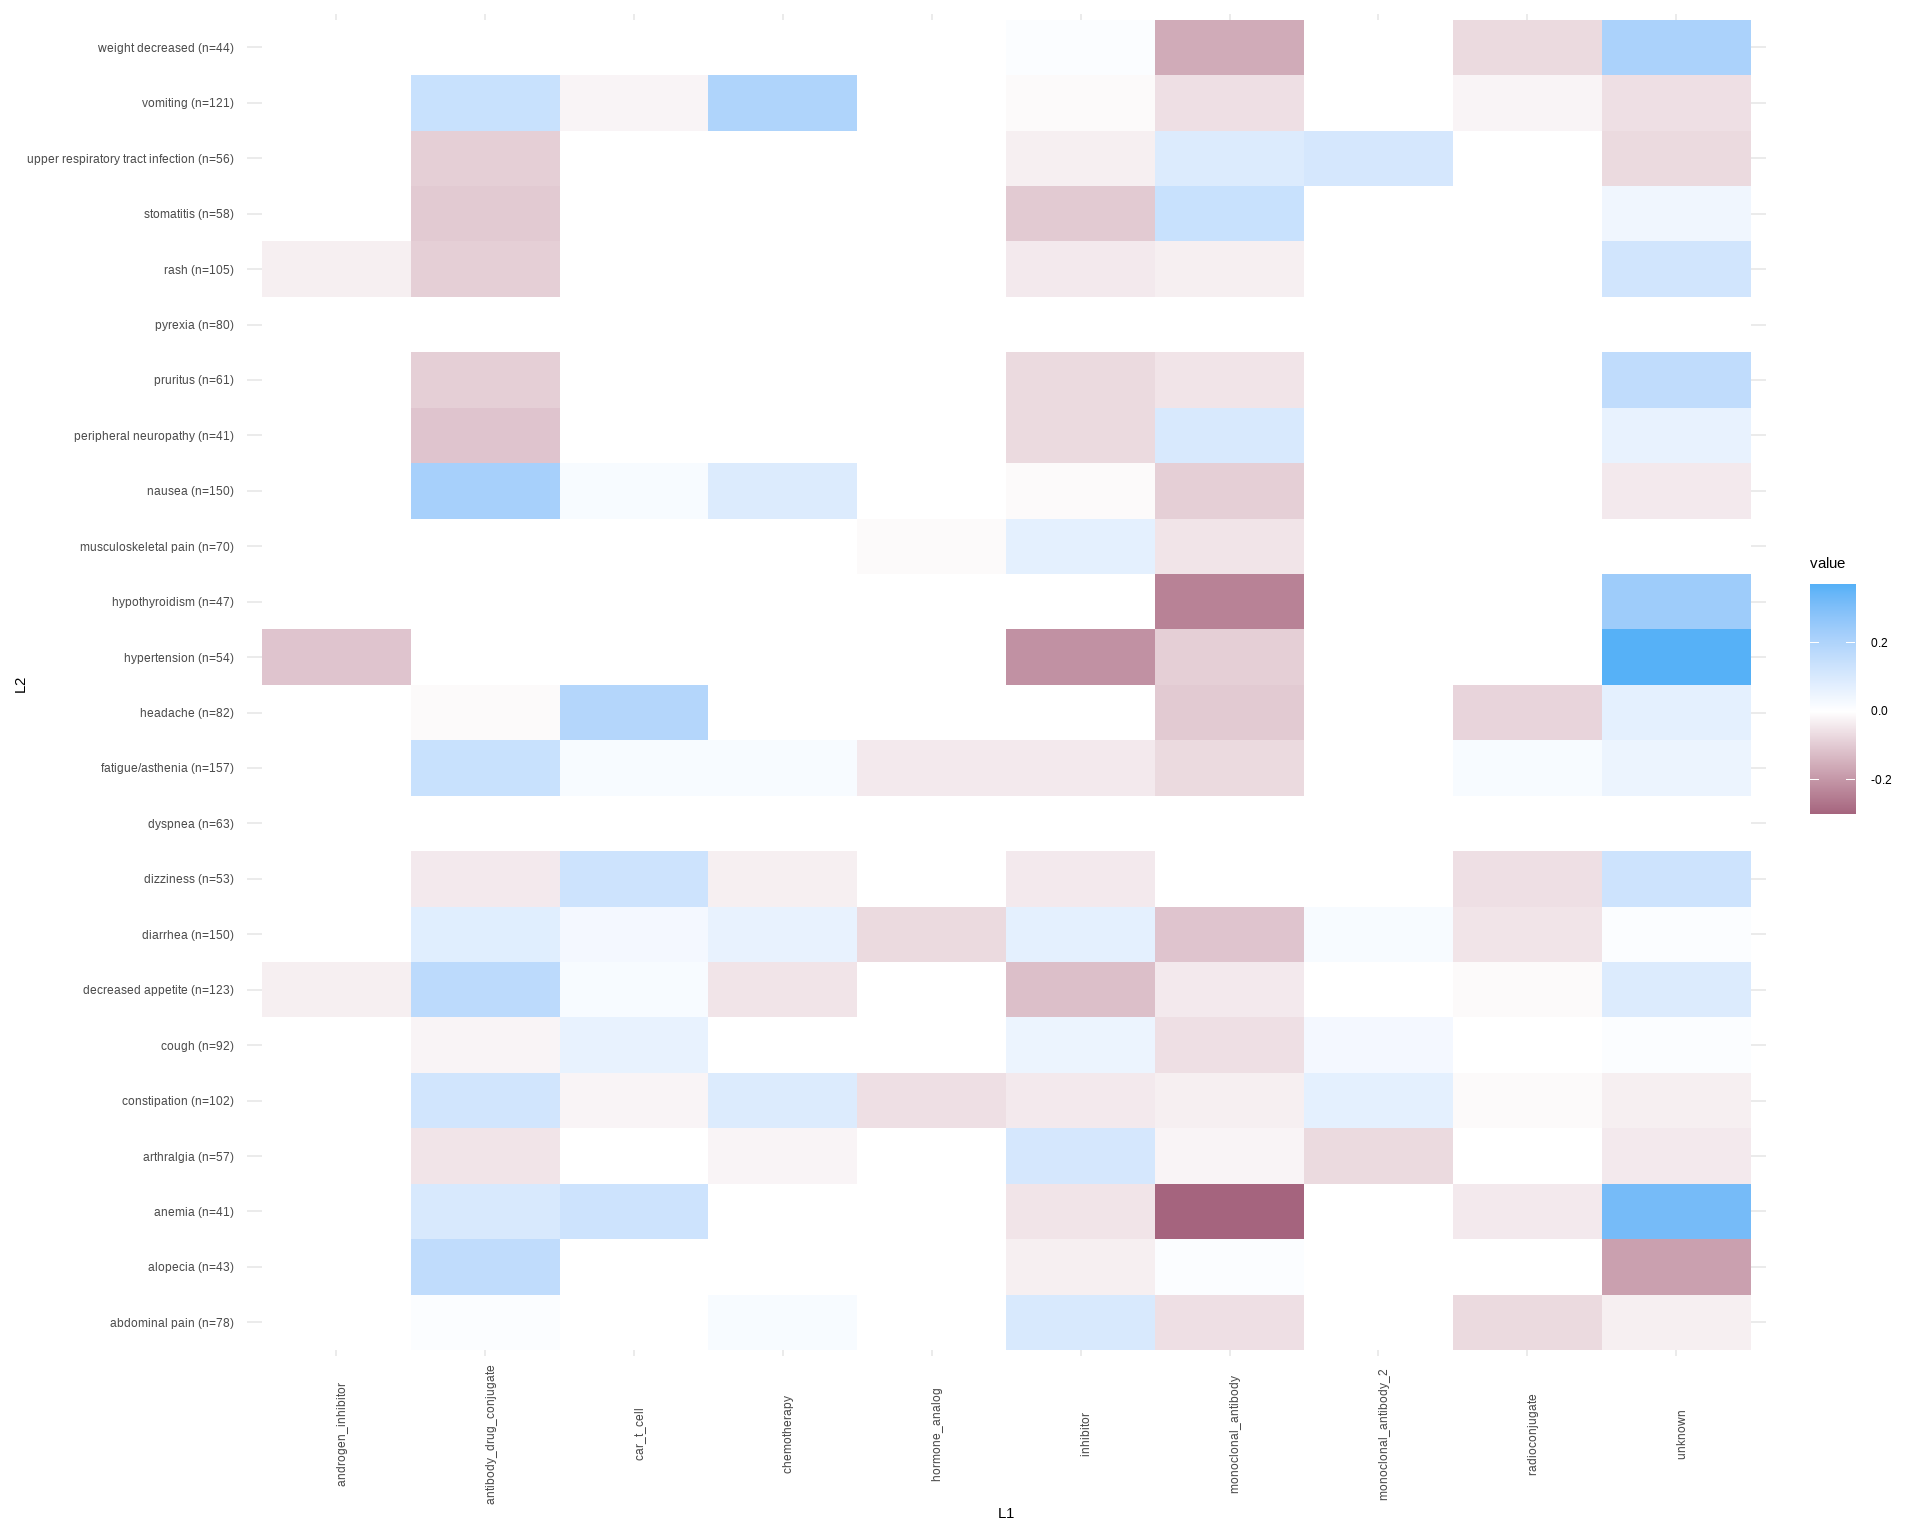 weight decreased (n=44)
vomiting (n=121)
upper respiratory tract infection (n=56)
stomatitis (n=58)
rash (n=105)
pyrexia (n=80)
pruritus (n=61)
peripheral neuropathy (n=41)
nausea (n=150)
musculoskeletal pain (n=70)
hypothyroidism (n=47)
hypertension (n=54)
headache (n=82)
fatigue/asthenia (n=157)
dyspnea (n=63)
dizziness (n=53)
diarrhea (n=150)
decreased appetite (n=123)
cough (n=92)
constipation (n=102)
arthralgia (n=57)
anemia (n=41)
alopecia (n=43)
abdominal pain (n=78)
L2
androgen_inhibitor
antibody_drug_conjugate
car_t_cell
chemotherapy
hormone_analog
inhibitor
monoclonal_antibody
monoclonal_antibody_2
radioconjugate
unknown
L1
value
0.2
0.0
-0.2